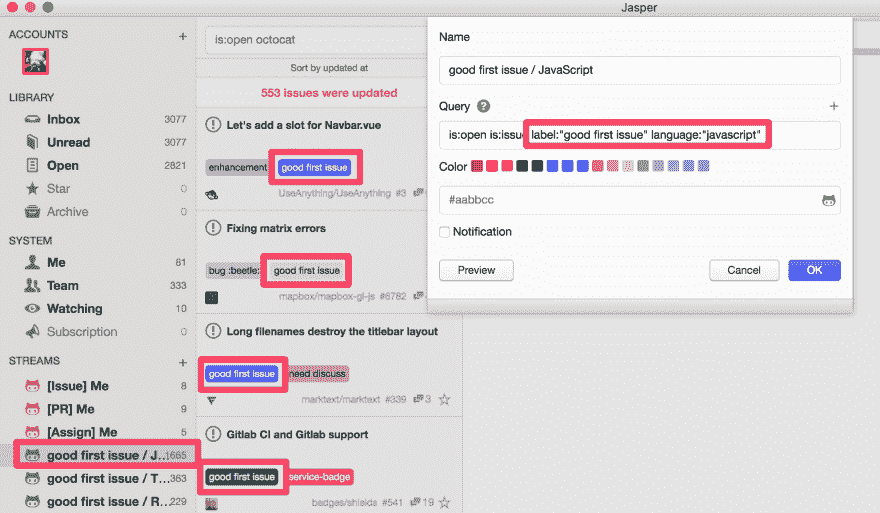 Jasper
ACCOUNTS +
LIBRARY
Inbox 3077
Unread 3077
Open 2821
Star 0
Archive 0
SYSTEM
Me 81
Team 333
Watching 10
Subscription 0
STREAMS +
[Issue] Me 8
[PR] Me 9
[Assign] Me 5
good first issue / J... 1665
good first issue / T... 363
good first issue / R... 229
is:open octocat
Sort by updated at
553 issues were updated
Let's add a slot for Navbar.vue
enhancement good first issue
UseAnything/UseAnything #3
Fixing matrix errors
bug :beetle: good first issue
mapbox/mapbox-gl-js #6782
Long filenames destroy the titlebar layout
good first issue need discuss
marktext/marktext #339 3
Gitlab CI and Gitlab support
good first issue service-badge
badges/shields #541 19
Name
good first issue / JavaScript
Query ? +
is:open is:issue label:"good first issue" language:"javascript"
Color
#aabbcc
Notification
Preview Cancel OK